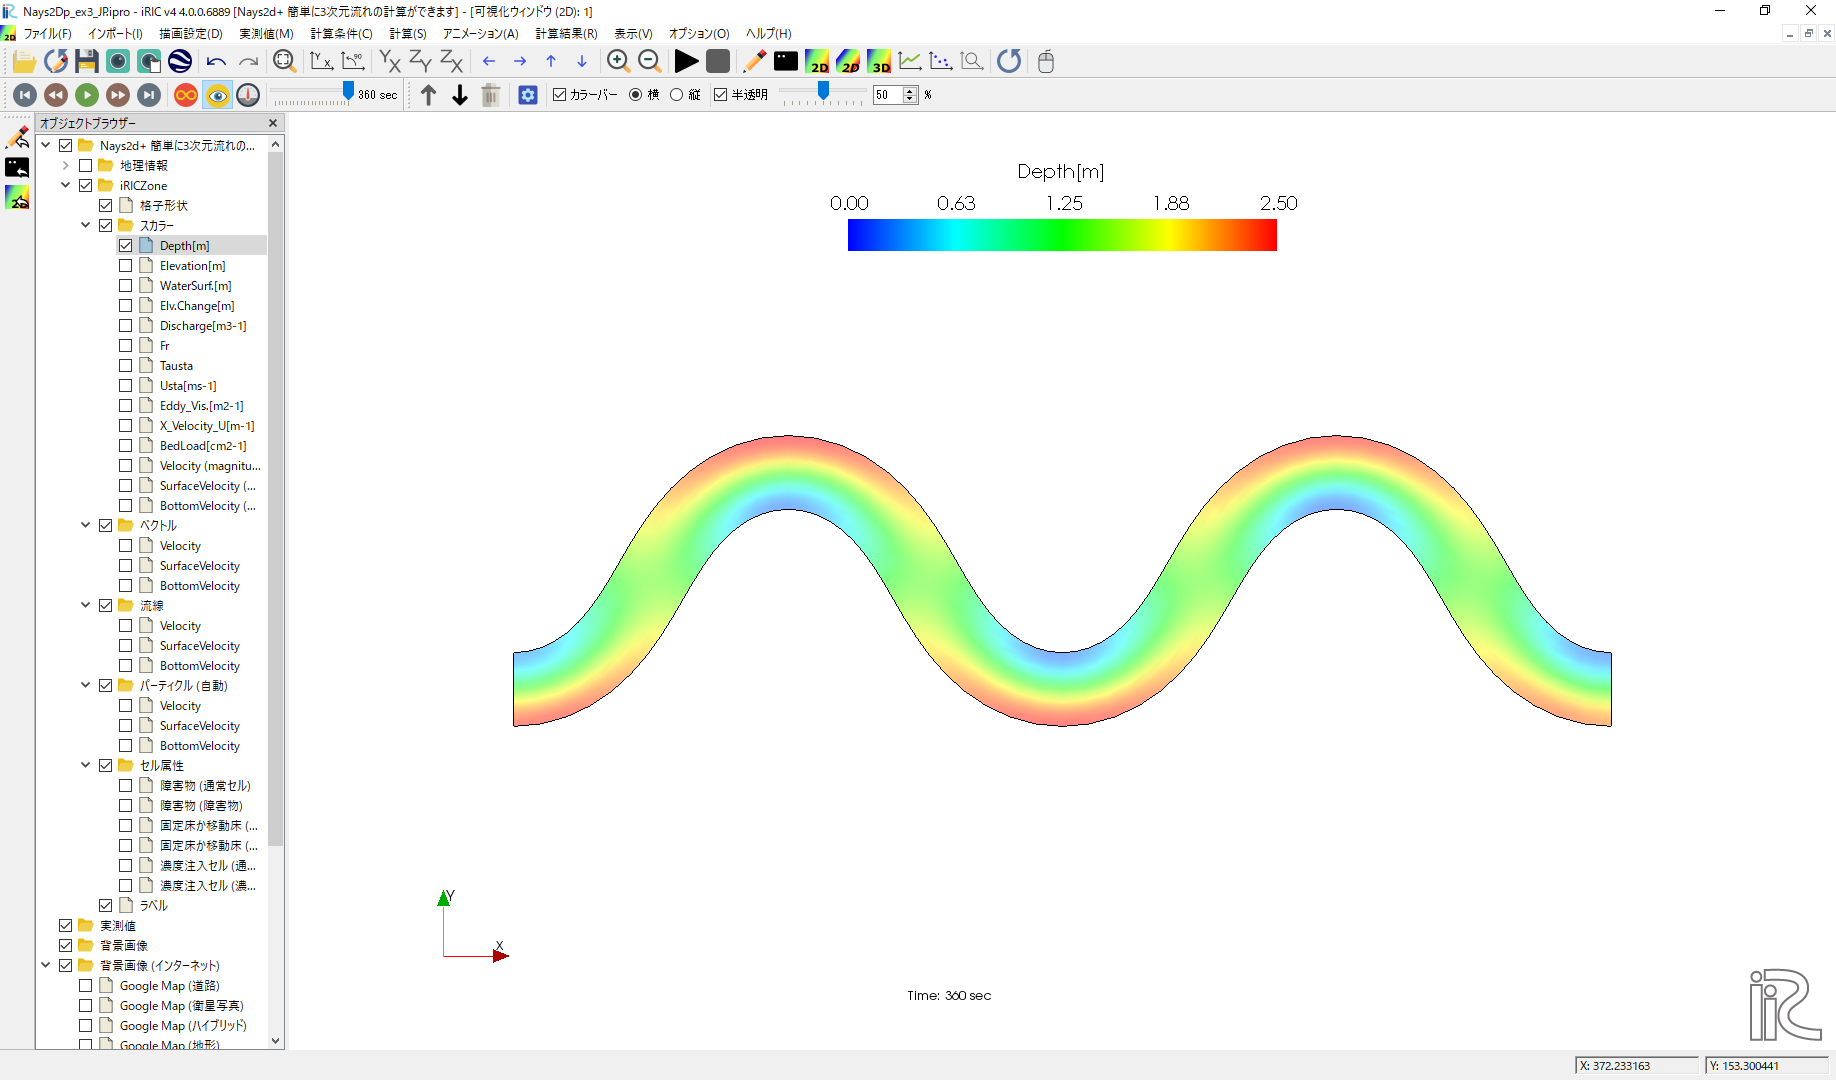 Nays2Dp_ex3_JP.ipro - iRIC v4 4.0.0.6889 [Nays2d+ 簡単に3次元流れの計算ができます] - [可視化ウィンドウ (2D): 1]
ファイル(F) インポート(I) 描画設定(D) 実測値(M) 計算条件(C) 計算(S) アニメーション(A) 計算結果(R) 表示(V) オプション(O) ヘルプ(H)
360 sec カラーバー 横 縦 半透明 50 %
オブジェクトブラウザー
Nays2d+ 簡単に3次元流れの...
地理情報
iRICZone
格子形状
スカラー
Depth[m]
Elevation[m]
WaterSurf.[m]
Elv.Change[m]
Discharge[m3-1]
Fr
Tausta
Usta[ms-1]
Eddy_Vis.[m2-1]
X_Velocity_U[m-1]
BedLoad[cm2-1]
Velocity (magnitu...
SurfaceVelocity (...
BottomVelocity (...
ベクトル
Velocity
SurfaceVelocity
BottomVelocity
流線
Velocity
SurfaceVelocity
BottomVelocity
パーティクル (自動)
Velocity
SurfaceVelocity
BottomVelocity
セル属性
障害物 (通常セル)
障害物 (障害物)
固定床か移動床 (...
固定床か移動床 (...
濃度注入セル (通...
濃度注入セル (濃...
ラベル
実測値
背景画像
背景画像 (インターネット)
Google Map (道路)
Google Map (衛星写真)
Google Map (ハイブリッド)
Google Map (地形)
Depth[m]
0.00 0.63 1.25 1.88 2.50
Y
X
Time: 360 sec
iRIC
X: 372.233163 Y: 153.300441